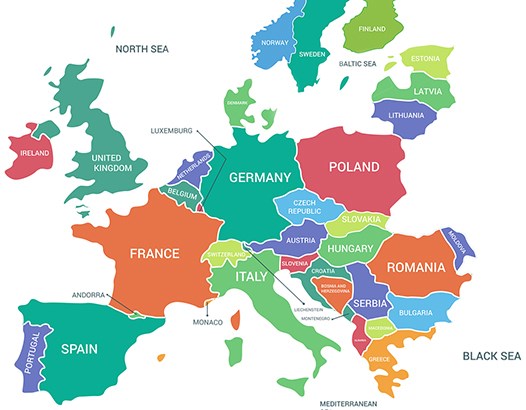 NORWAY
SWEDEN
FINLAND
NORTH SEA
BALTIC SEA
ESTONIA
LATVIA
LITHUANIA
DENMARK
LUXEMBURG
IRELAND
UNITED
KINGDOM
NETHERLANDS
BELGIUM
GERMANY
POLAND
CZECH
REPUBLIC
SLOVAKIA
AUSTRIA
HUNGARY
MOLDOVA
FRANCE
SWITZERLAND
SLOVENIA
ITALY
CROATIA
ROMANIA
BOSNIA AND
HERZEGOVINA
SERBIA
ANDORRA
LIECHENSTEIN
MONTENEGRO
MONACO
BULGARIA
MACEDONIA
PORTUGAL
SPAIN
GREECE
BLACK SEA
MEDITERRANEAN